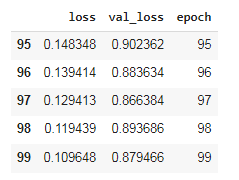 loss val_loss epoch
95 0.148348 0.902362 95
96 0.139414 0.883634 96
97 0.129413 0.866384 97
98 0.119439 0.893686 98
99 0.109648 0.879466 99